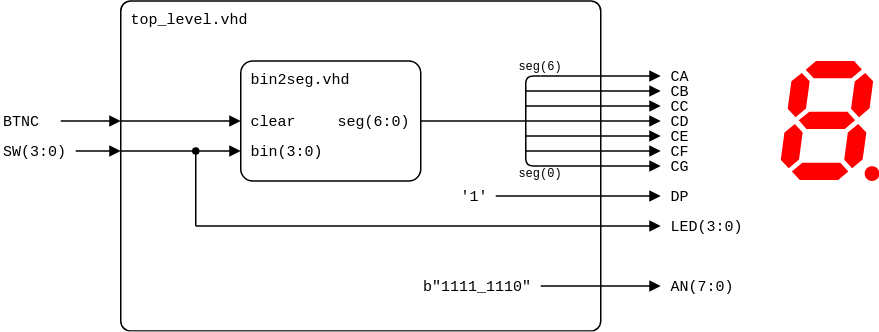 top_level.vhd
bin2seg.vhd
BTNC
clear
seg(6:0)
SW(3:0)
bin(3:0)
seg(6)
CA
CB
CC
CD
CE
CF
CG
seg(0)
'1'
DP
LED(3:0)
b"1111_1110"
AN(7:0)